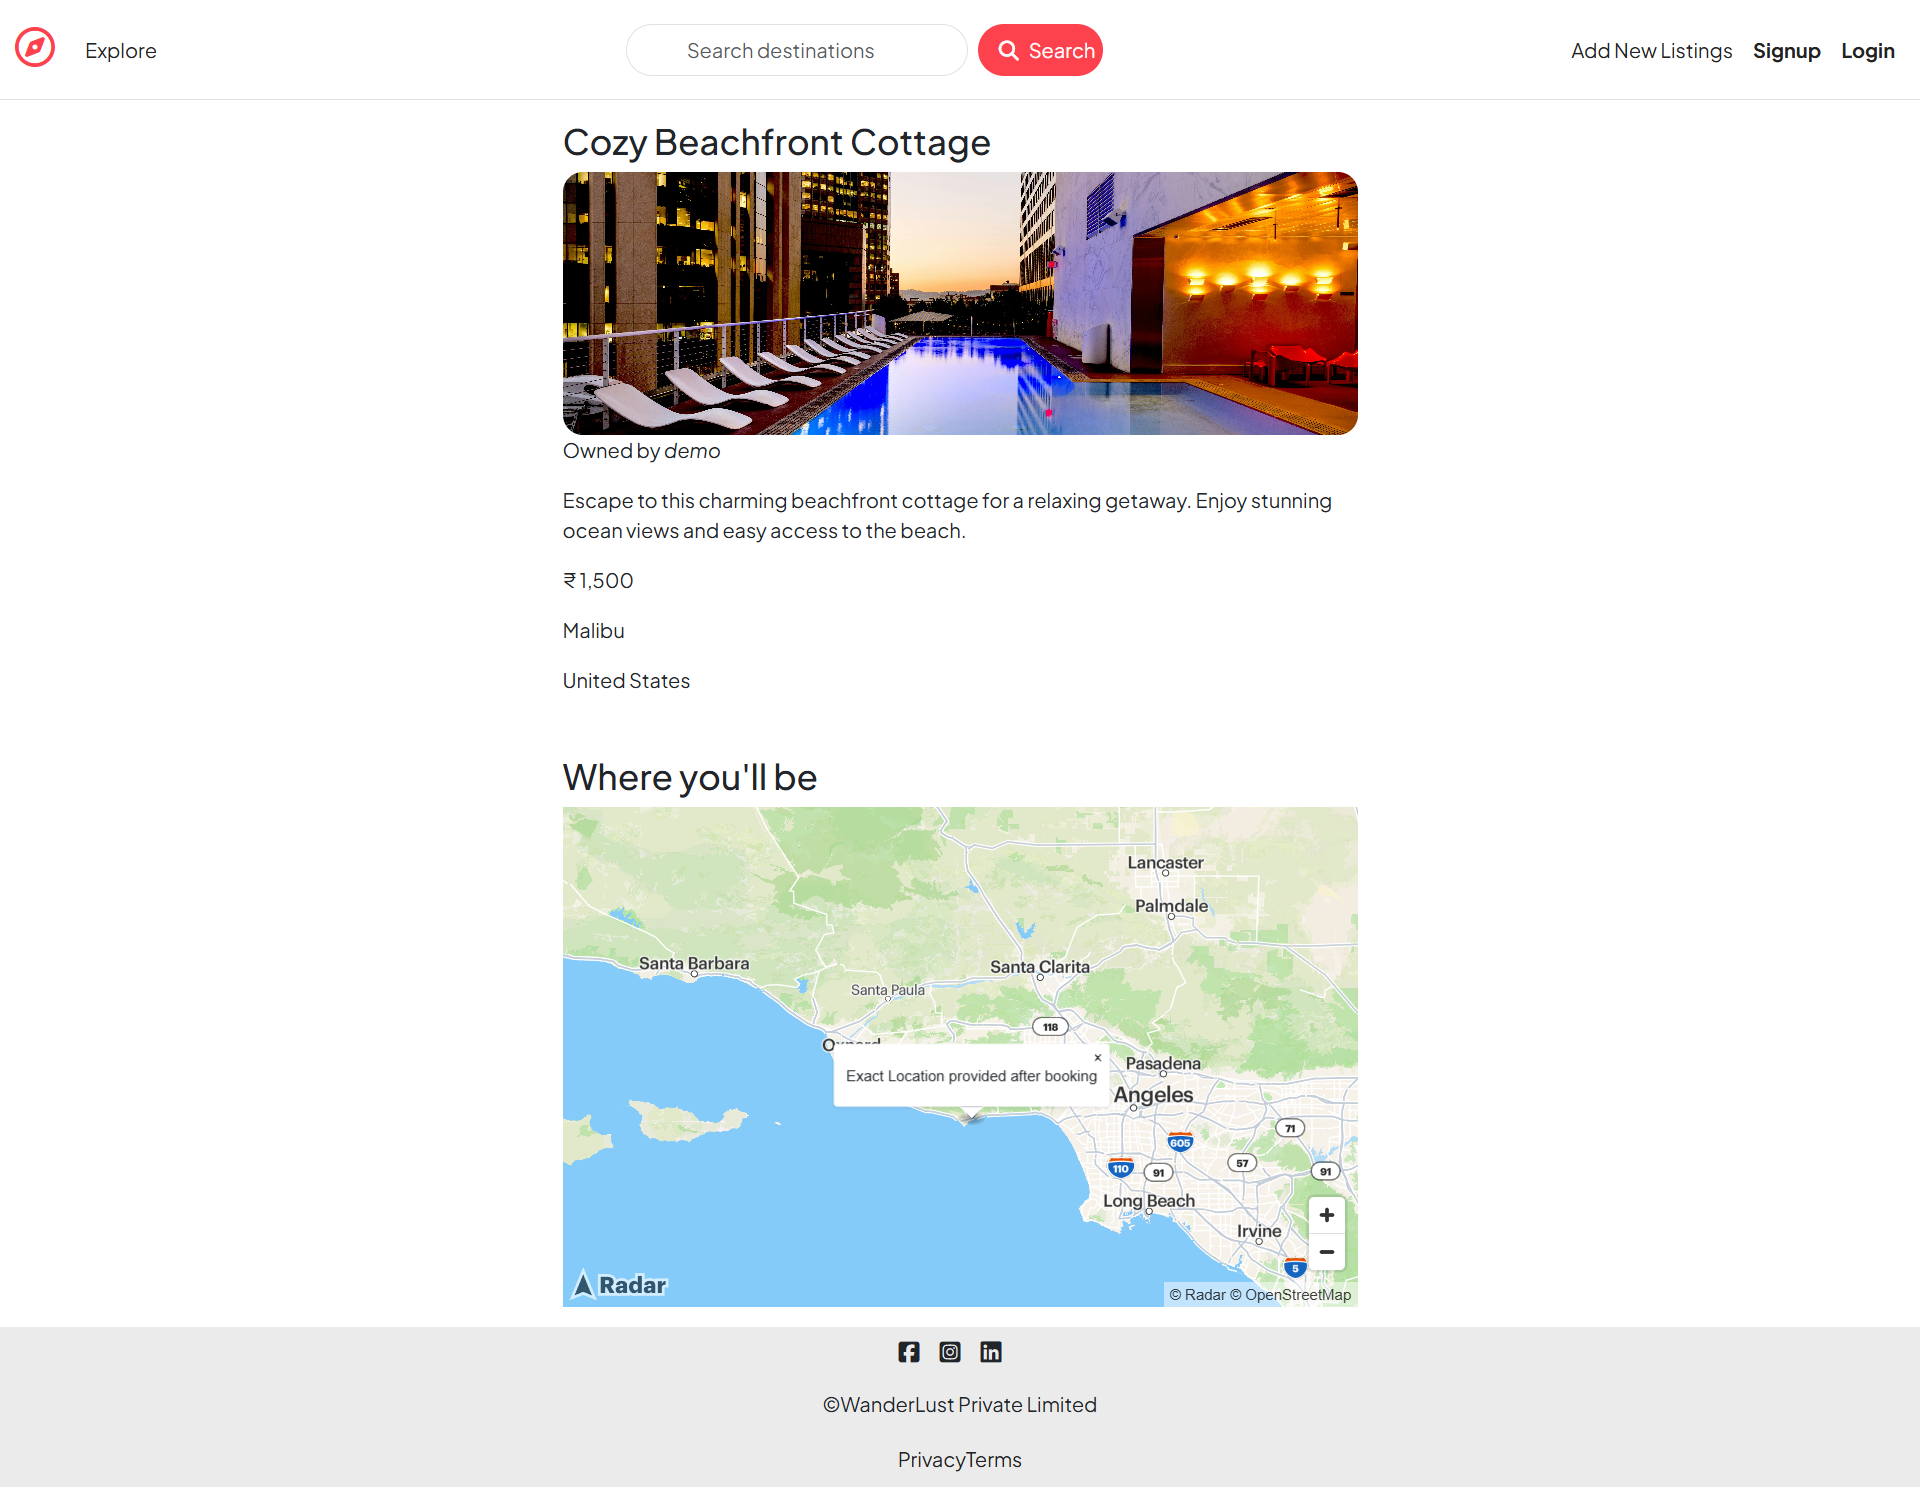 Explore
Search destinations
Search
Add New Listings
Signup
Login
Cozy Beachfront Cottage
Owned by demo
Escape to this charming beachfront cottage for a relaxing getaway. Enjoy stunning
ocean views and easy access to the beach.
₹ 1,500
Malibu
United States
Where you'll be
Lancaster
Palmdale
Santa Barbara
Santa Clarita
Santa Paula
118
×
Pasadena
Exact Location provided after booking
Angeles
71
605
57
110
91
91
Long Beach
+
Irvine
−
5
Radar
© Radar © OpenStreetMap
©WanderLust Private Limited
PrivacyTerms